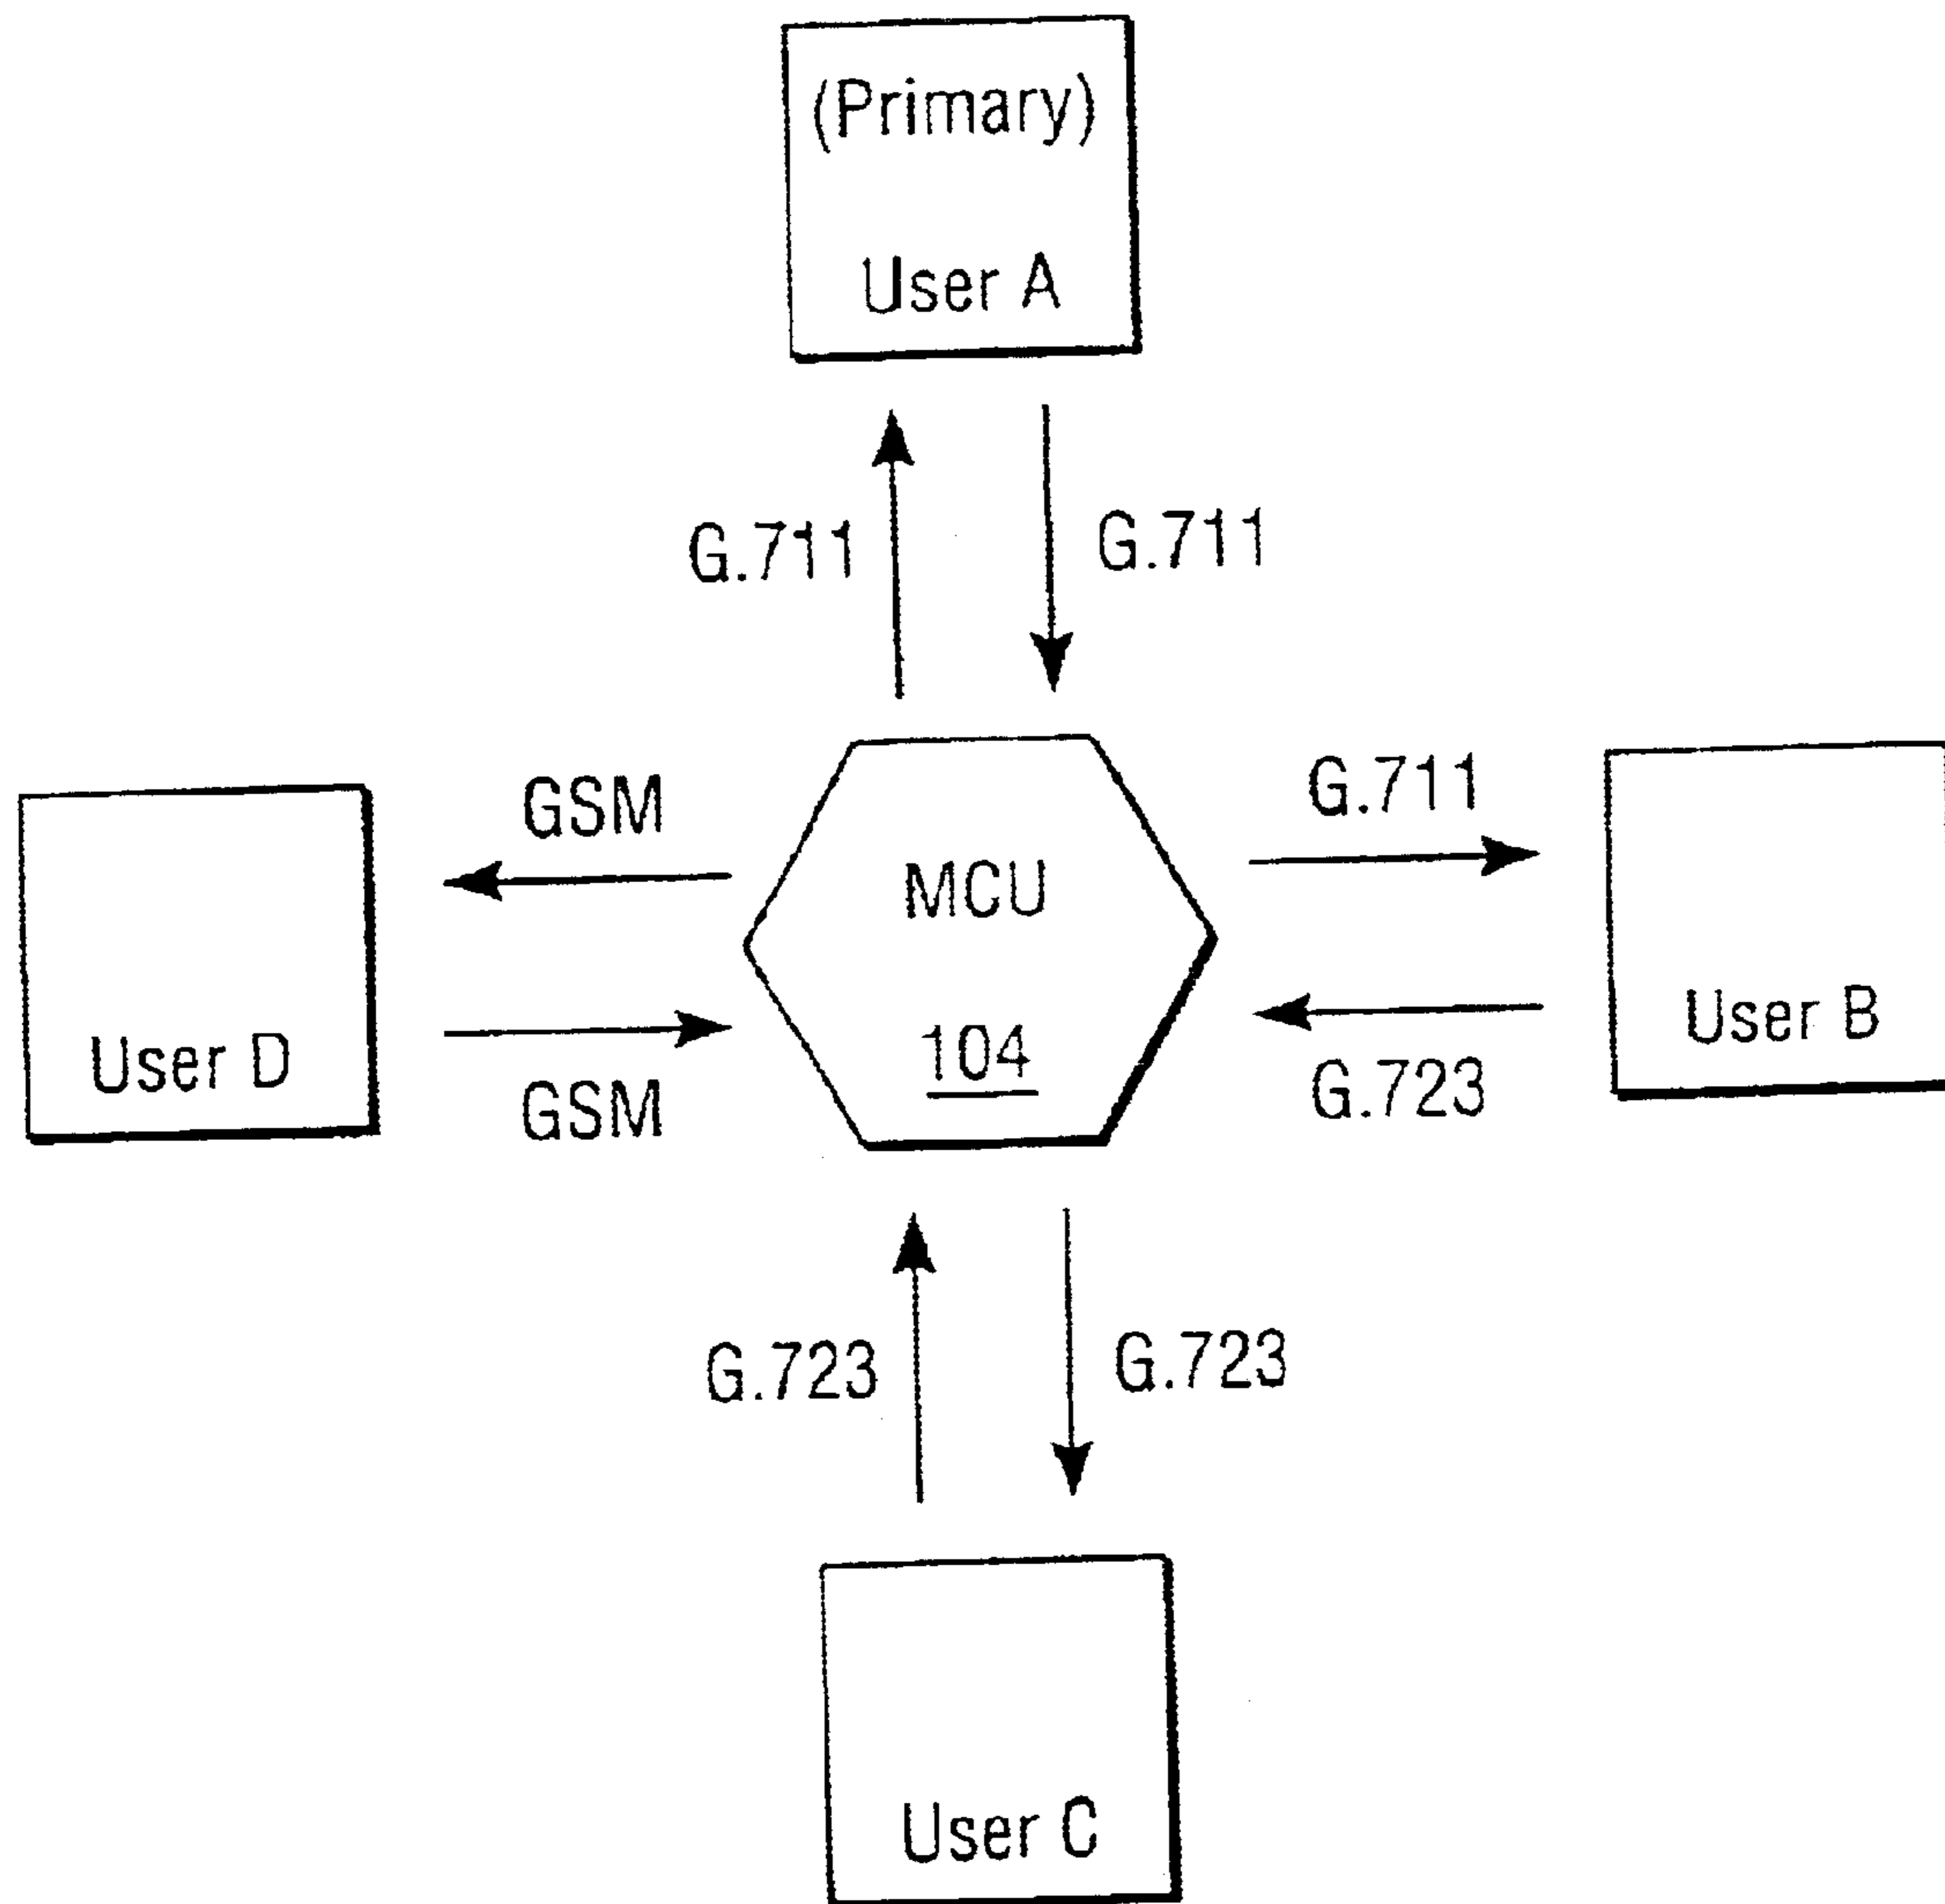 (Primary)
User A
G.711
G.711
GSM
G.711
MCU
104
User D
GSM
User B
G.723
G.723
G.723
User C